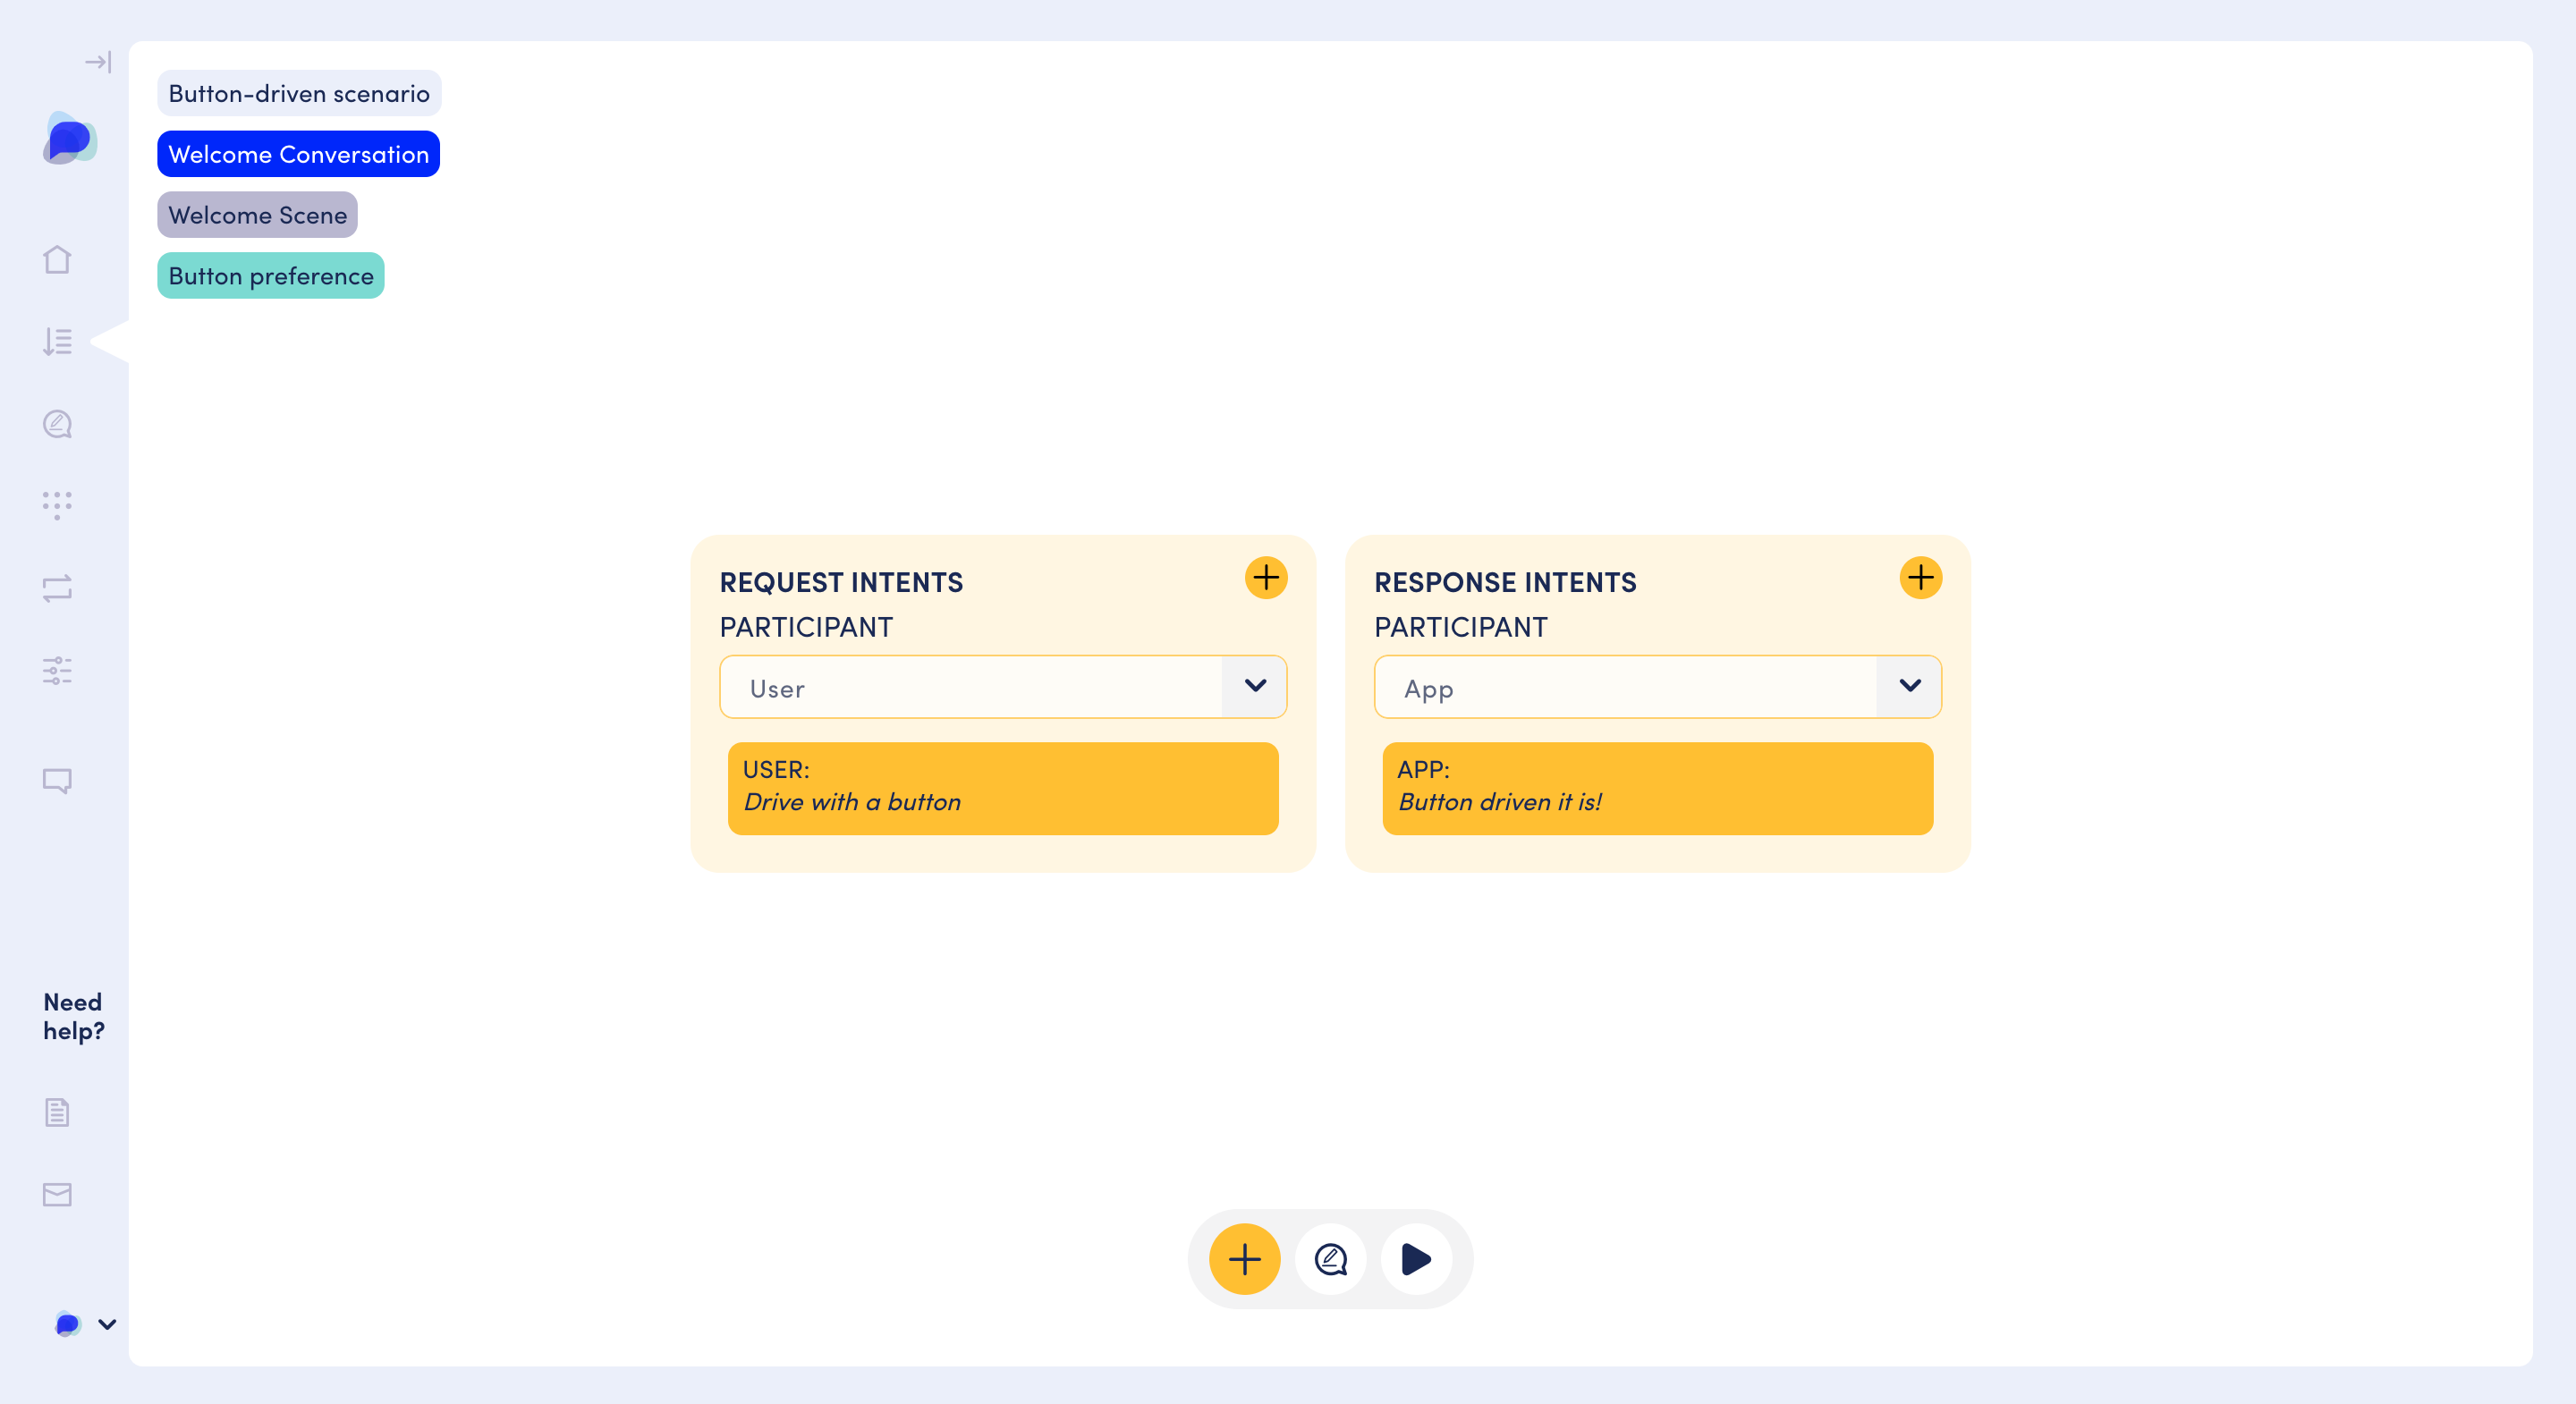 Button-driven scenario
Welcome Conversation
Welcome Scene
Button preference
REQUEST INTENTS
PARTICIPANT
User
USER:
Drive with a button
RESPONSE INTENTS
PARTICIPANT
App
APP:
Button driven it is!
Need
help?